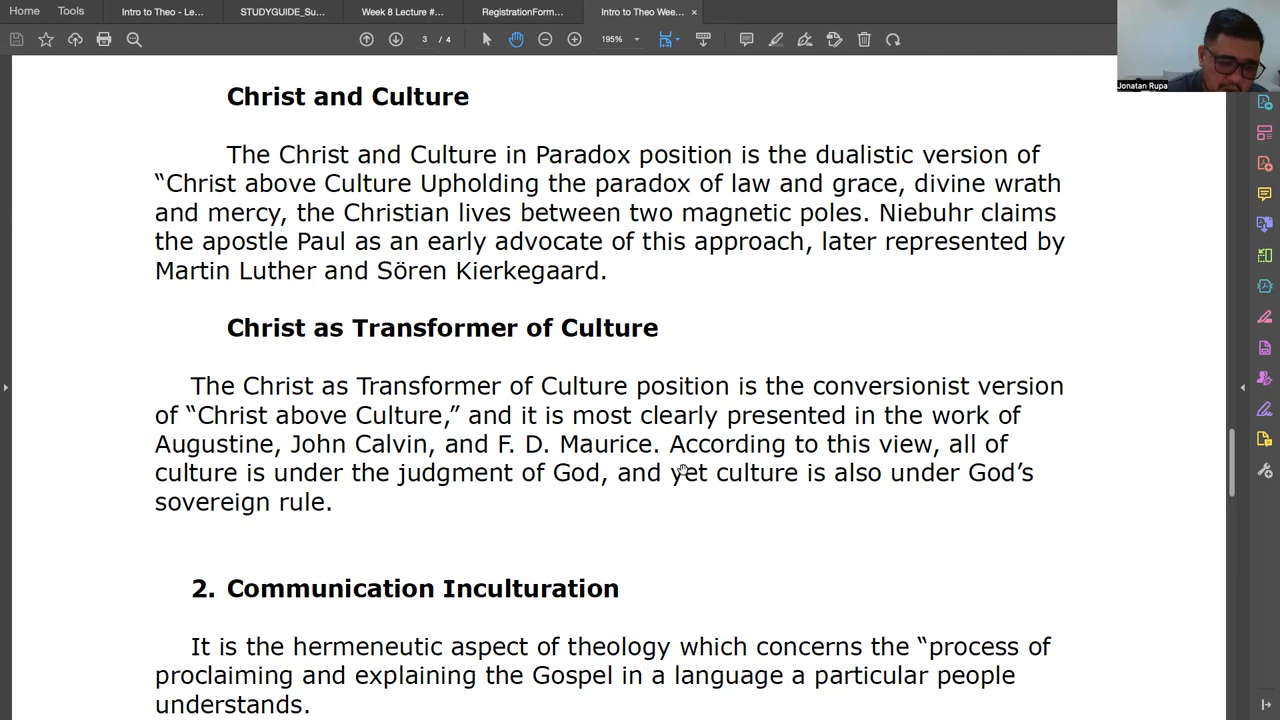 Home Tools Intro to Theo - Le... STUDYGUIDE_Su... Week 8 Lecture #... RegistrationForm... Intro to Theo Wee... ×
3 / 4 195%
Jonatan Rupa
Christ and Culture
The Christ and Culture in Paradox position is the dualistic version of
“Christ above Culture Upholding the paradox of law and grace, divine wrath
and mercy, the Christian lives between two magnetic poles. Niebuhr claims
the apostle Paul as an early advocate of this approach, later represented by
Martin Luther and Sören Kierkegaard.
Christ as Transformer of Culture
The Christ as Transformer of Culture position is the conversionist version
of “Christ above Culture,” and it is most clearly presented in the work of
Augustine, John Calvin, and F. D. Maurice. According to this view, all of
culture is under the judgment of God, and yet culture is also under God’s
sovereign rule.
2. Communication Inculturation
It is the hermeneutic aspect of theology which concerns the “process of
proclaiming and explaining the Gospel in a language a particular people
understands.